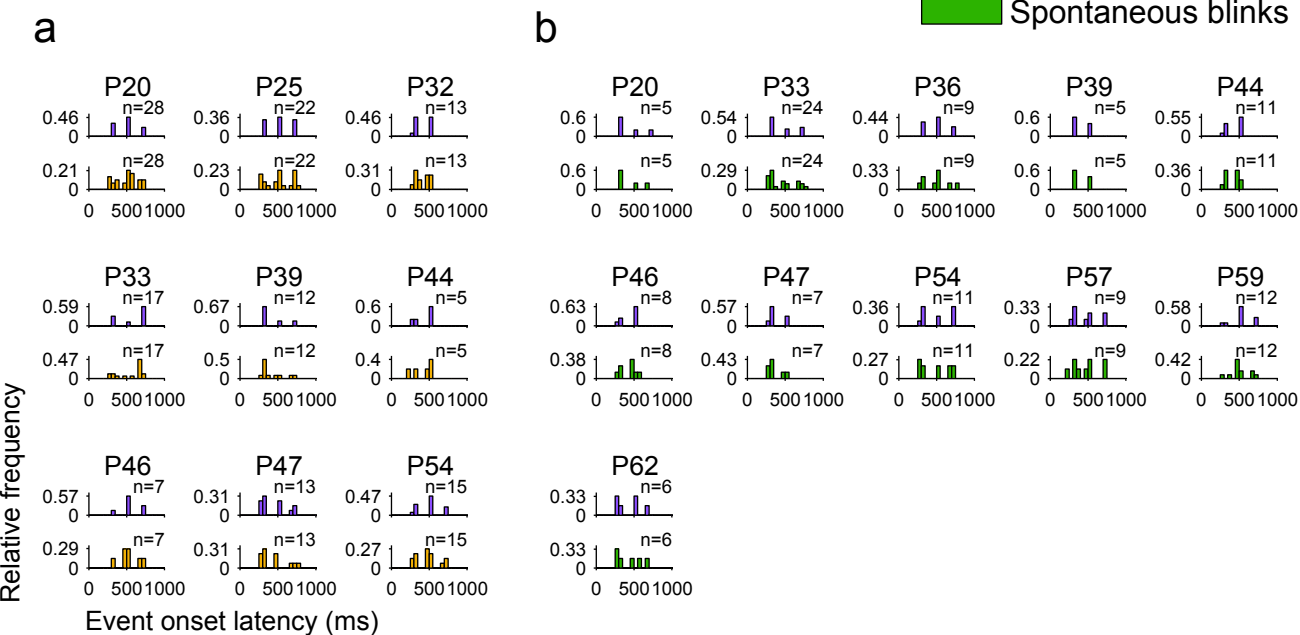 a
b
Spontaneous blinks
P20 P25 P32 P20 P33 P36 P39 P44
n=28 n=22 n=13 n=5 n=24 n=9 n=5 n=11
0.46 0.36 0.46 0.6 0.54 0.44 0.6 0.55
0 0 0 0 0 0 0 0
n=28 n=22 n=13 n=5 n=24 n=9 n=5 n=11
0.21 0.23 0.31 0.6 0.29 0.33 0.6 0.36
0 0 0 0 0 0 0 0
0 500 1000 0 500 1000 0 500 1000 0 500 1000 0 500 1000 0 500 1000 0 500 1000 0 500 1000
P33 P39 P44 P46 P47 P54 P57 P59
n=17 n=12 n=5 n=8 n=7 n=11 n=9 n=12
0.59 0.67 0.6 0.63 0.57 0.36 0.33 0.58
0 0 0 0 0 0 0 0
n=17 n=12 n=5 n=8 n=7 n=11 n=9 n=12
0.47 0.5 0.4 0.38 0.43 0.27 0.22 0.42
0 0 0 0 0 0 0 0
0 500 1000 0 500 1000 0 500 1000 0 500 1000 0 500 1000 0 500 1000 0 500 1000 0 500 1000
P46 P47 P54 P62
n=7 n=13 n=15 n=6
0.57 0.31 0.47 0.33
0 0 0 0
n=7 n=13 n=15 n=6
0.29 0.31 0.27 0.33
0 0 0 0
0 500 1000 0 500 1000 0 500 1000 0 500 1000
Relative frequency
Event onset latency (ms)